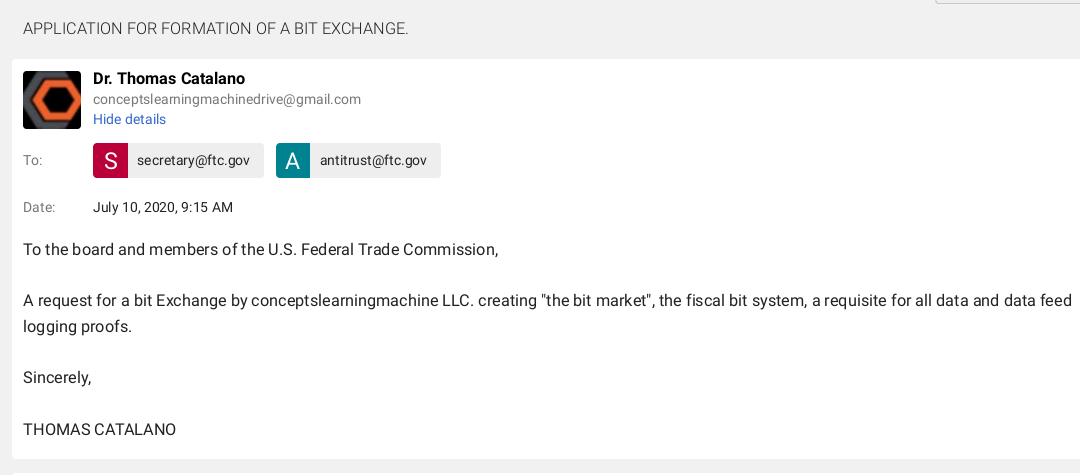 APPLICATION FOR FORMATION OF A BIT EXCHANGE.
Dr. Thomas Catalano
conceptslearningmachinedrive@gmail.com
Hide details
To: S secretary@ftc.gov A antitrust@ftc.gov
Date: July 10, 2020, 9:15 AM
To the board and members of the U.S. Federal Trade Commission,
A request for a bit Exchange by conceptslearningmachine LLC. creating "the bit market", the fiscal bit system, a requisite for all data and data feed
logging proofs.
Sincerely,
THOMAS CATALANO